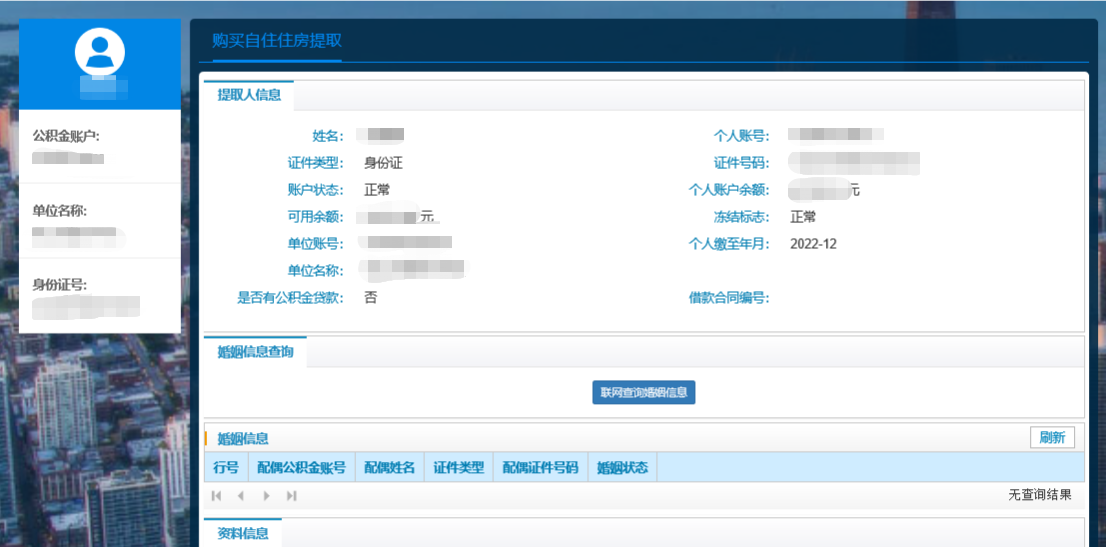 购买自住住房提取
公积金账户:
单位名称:
身份证号:
提取人信息
姓名: 个人账号:
证件类型: 身份证 证件号码:
账户状态: 正常 个人账户余额: 元
可用余额: 元 冻结标志: 正常
单位账号: 个人缴至年月: 2022-12
单位名称:
是否有公积金贷款: 否 借款合同编号:
婚姻信息查询
联网查询婚姻信息
婚姻信息 刷新
行号 配偶公积金账号 配偶姓名 证件类型 配偶证件号码 婚姻状态
无查询结果
资料信息